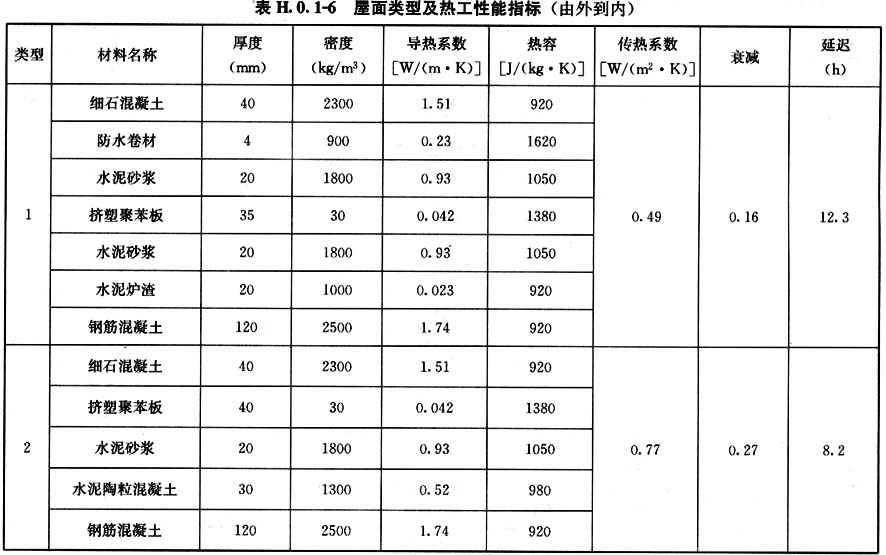 表 H.0.1-6 屋面类型及热工性能指标（由外到内）
类型 材料名称 厚度 (mm) 密度 (kg/m³) 导热系数 [W/(m·K)] 热容 [J/(kg·K] 传热系数 [W/(m²·K)] 衰减 延迟 (h)
1 细石混凝土 40 2300 1.51 920 0.49 0.16 12.3
防水卷材 4 900 0.23 1620
水泥砂浆 20 1800 0.93 1050
挤塑聚苯板 35 30 0.042 1380
水泥砂浆 20 1800 0.93 1050
水泥炉渣 20 1000 0.023 920
钢筋混凝土 120 2500 1.74 920
2 细石混凝土 40 2300 1.51 920 0.77 0.27 8.2
挤塑聚苯板 40 30 0.042 1380
水泥砂浆 20 1800 0.93 1050
水泥陶粒混凝土 30 1300 0.52 980
钢筋混凝土 120 2500 1.74 920